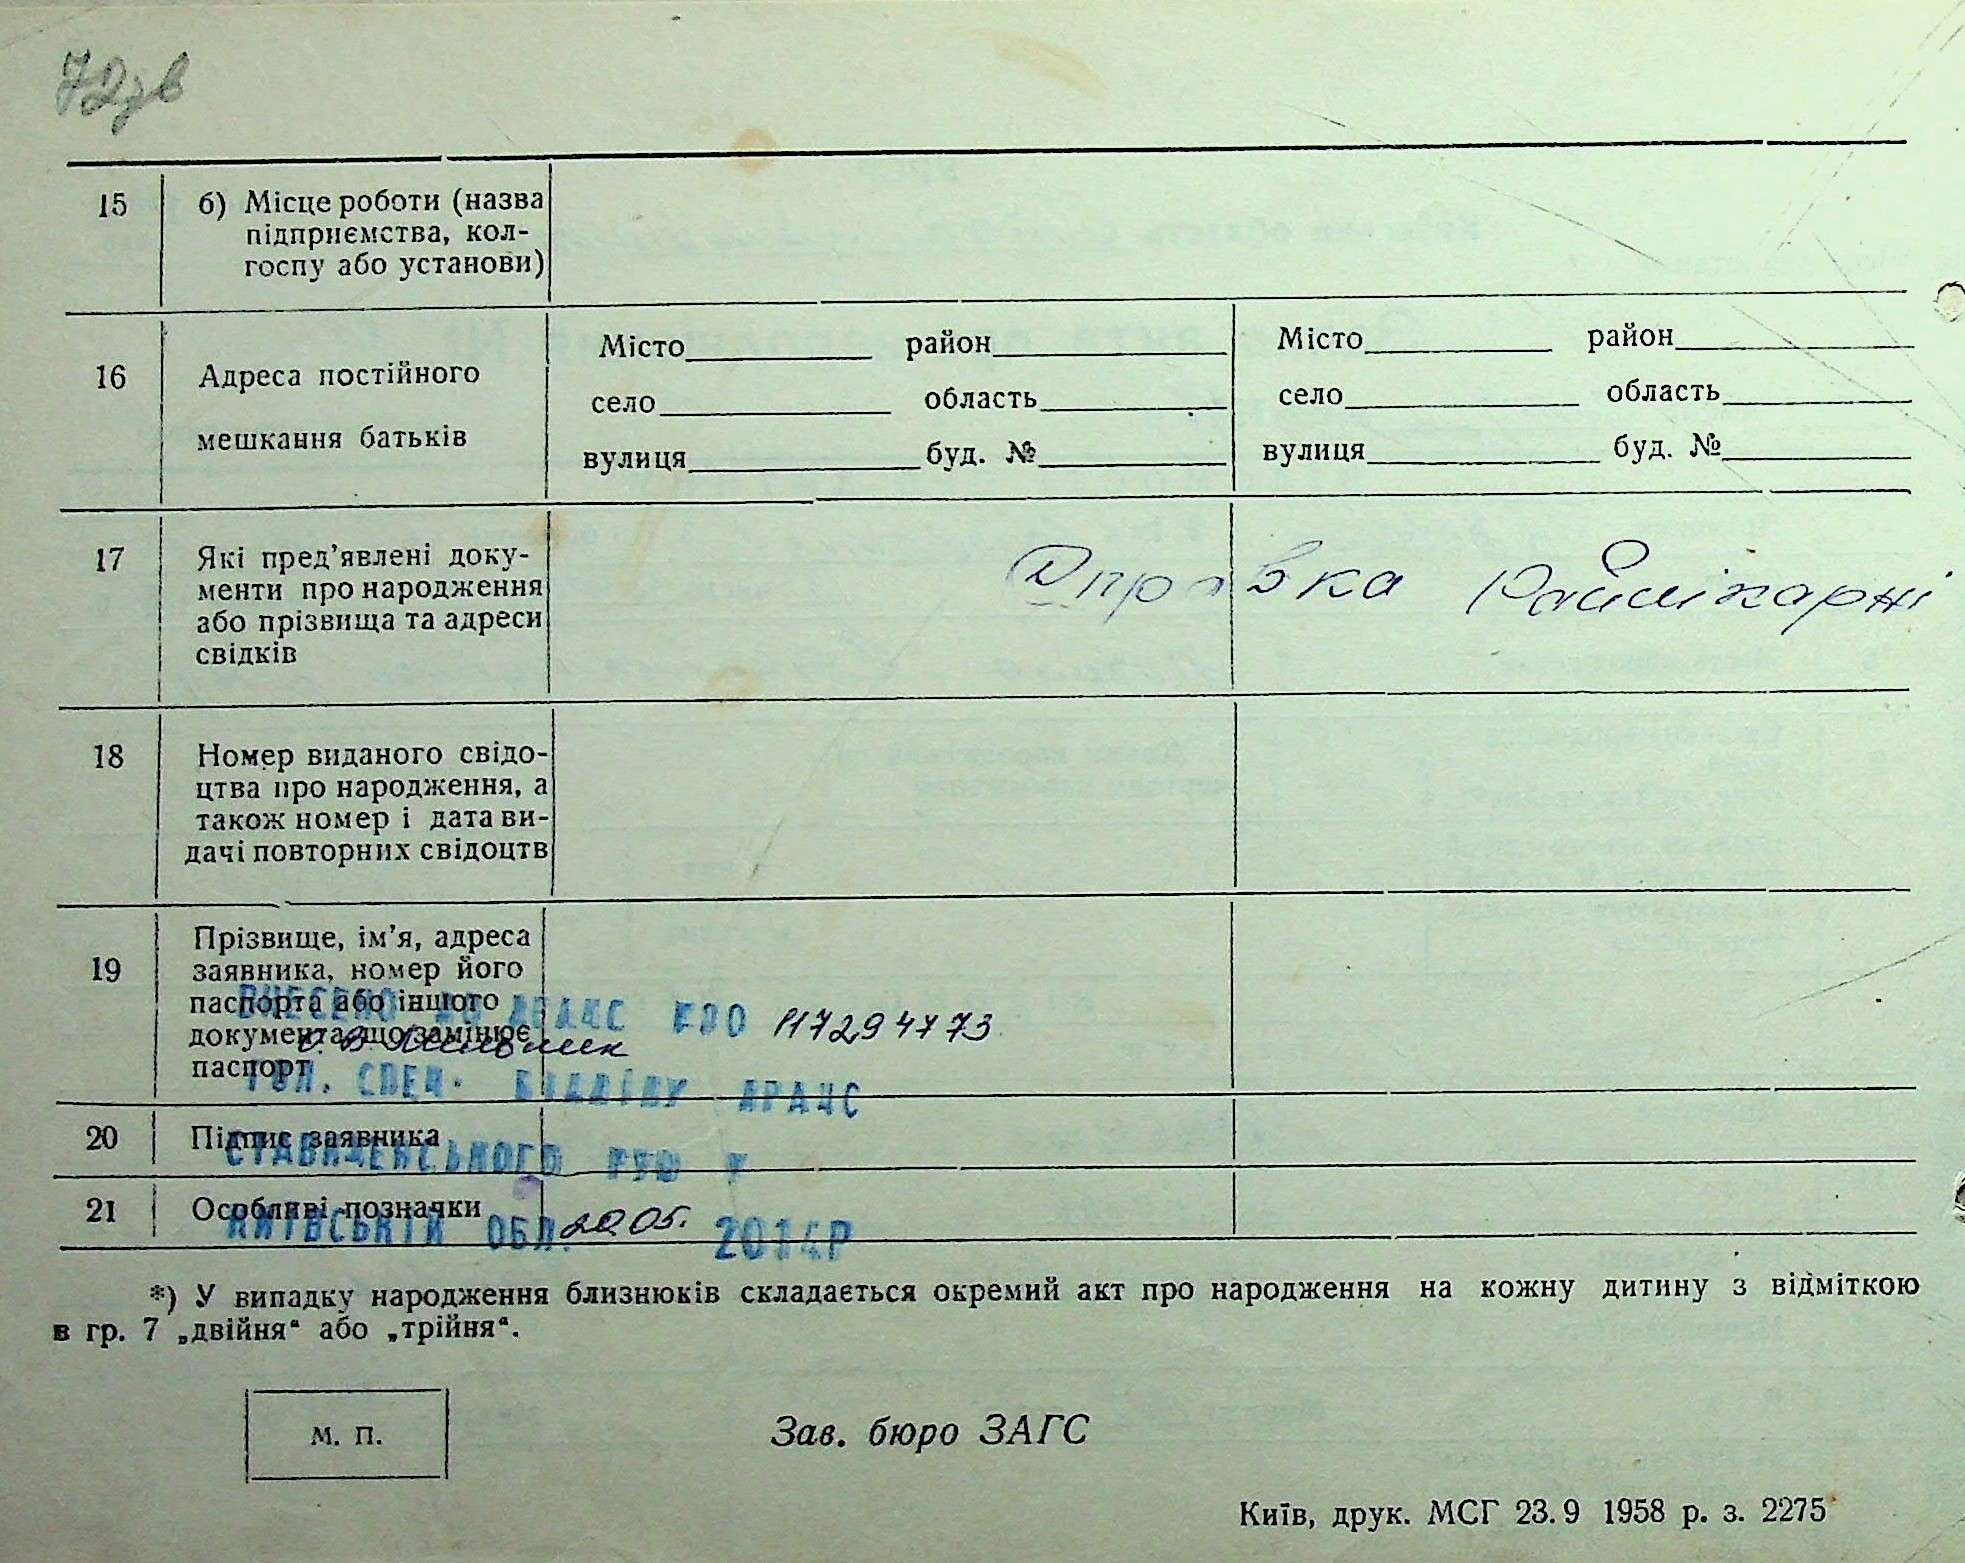 72зв
15 б) Місце роботи (назва
підприємства, кол-
госпу або установи)
16 Адреса постійного
мешкання батьків
Місто район Місто район
село область село область
вулиця буд. № вулиця буд. №
17 Які пред’явлені доку-
менти про народження
або прізвища та адреси
свідків
Справка Райлікарні
18 Номер виданого свідо-
цтва про народження, а
також номер і дата ви-
дачі повторних свідоцтв
19 Прізвище, ім’я, адреса
заявника, номер його
паспорта або іншого
документа, що замінює
паспорт
ВНЕСЕНО ДО ДРАЦС ЕЗО 117294773
ГОЛ. СПЕЦ. ВІДДІЛУ ДРАЦС
СТАВИЩЕНСЬКОГО РУЮ У
КИЇВСЬКІЙ ОБЛ. 20.05. 2014Р
20 Підпис заявника
21 Особливі позначки
*) У випадку народження близнюків складається окремий акт про народження на кожну дитину з відміткою
в гр. 7 „двійня“ або „трійня“.
М. П.
Зав. бюро ЗАГС
Київ, друк. МСГ 23.9 1958 р. з. 2275